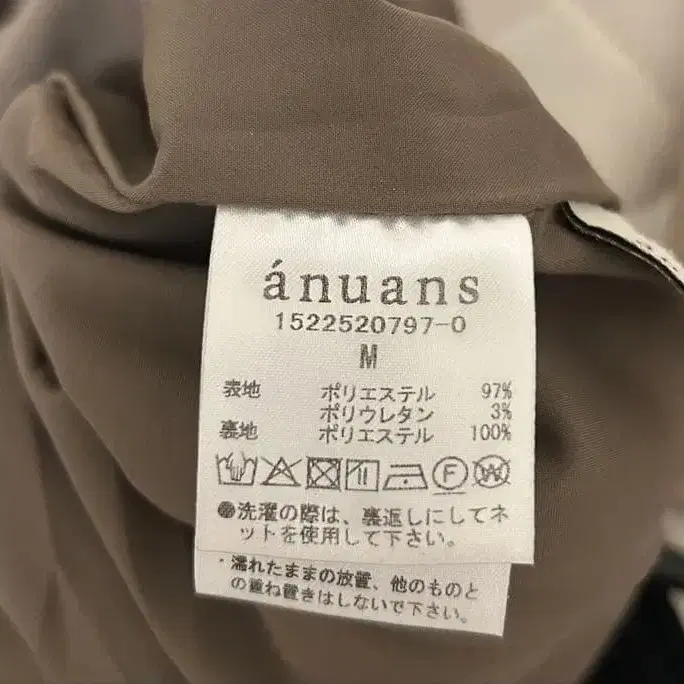 ánuans
1522520797-0
M
表地 ポリエステル 97%
ポリウレタン 3%
裏地 ポリエステル 100%
F W
●洗濯の際は、裏返しにしてネ
ットを使用して下さい。
・濡れたままの放置、他のものと
の重ね置きはしないで下さい。